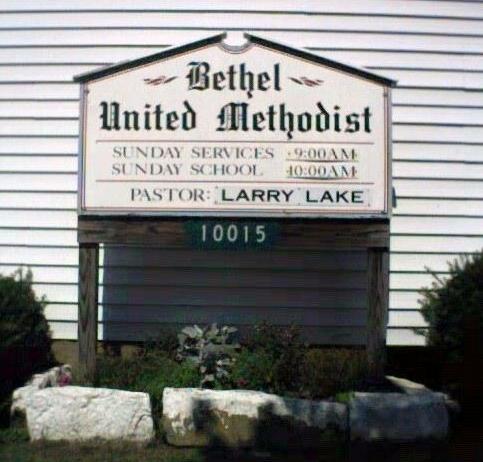 Bethel
United Methodist
SUNDAY SERVICES 9:00AM
SUNDAY SCHOOL 10:00AM
PASTOR: LARRY LAKE
10015